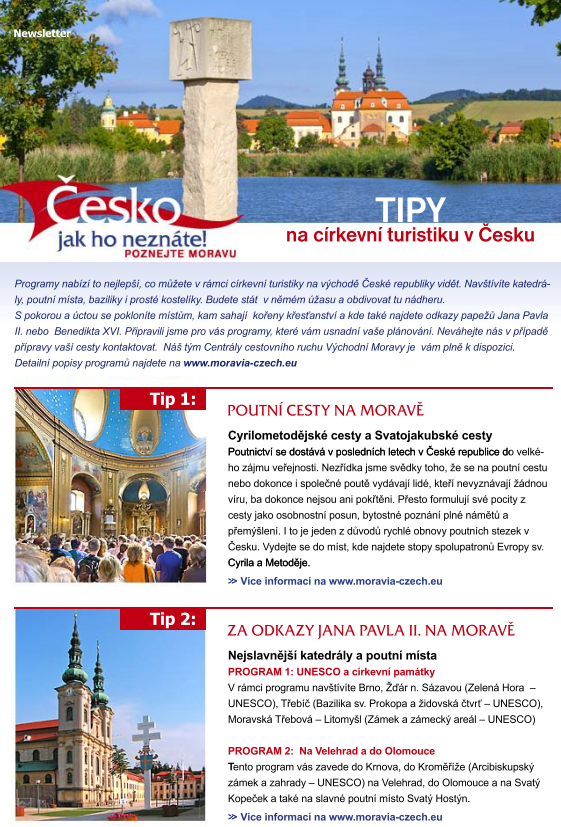 Newsletter
Česko
jak ho neznáte!
POZNEJTE MORAVU
TIPY
na církevní turistiku v Česku
Programy nabízí to nejlepší, co můžete v rámci církevní turistiky na východě České republiky vidět. Navštívíte katedrá-
ly, poutní místa, baziliky i prosté kostelíky. Budete stát v němém úžasu a obdivovat tu nádheru.
S pokorou a úctou se pokloníte místům, kam sahají kořeny křesťanství a kde také najdete odkazy papežů Jana Pavla
II. nebo Benedikta XVI. Připravili jsme pro vás programy, které vám usnadní vaše plánování. Neváhejte nás v případě
přípravy vaší cesty kontaktovat. Náš tým Centrály cestovního ruchu Východní Moravy je vám plně k dispozici.
Detailní popisy programů najdete na www.moravia-czech.eu
Tip 1:
POUTNÍ CESTY NA MORAVĚ
Cyrilometodějské cesty a Svatojakubské cesty
Poutnictví se dostává v posledních letech v České republice do velké-
ho zájmu veřejnosti. Nezřídka jsme svědky toho, že se na poutní cestu
nebo dokonce i společné poutě vydávají lidé, kteří nevyznávají žádnou
víru, ba dokonce nejsou ani pokřtěni. Přesto formulují své pocity z
cesty jako osobnostní posun, bytostné poznání plné námětů a
přemýšlení. I to je jeden z důvodů rychlé obnovy poutních stezek v
Česku. Vydejte se do míst, kde najdete stopy spolupatronů Evropy sv.
Cyrila a Metoděje.
>> Více informací na www.moravia-czech.eu
Tip 2:
ZA ODKAZY JANA PAVLA II. NA MORAVĚ
Nejslavnější katedrály a poutní místa
PROGRAM 1: UNESCO a církevní památky
V rámci programu navštívíte Brno, Žďár n. Sázavou (Zelená Hora –
UNESCO), Třebíč (Bazilika sv. Prokopa a židovská čtvrť – UNESCO),
Moravská Třebová – Litomyšl (Zámek a zámecký areál – UNESCO)
PROGRAM 2: Na Velehrad a do Olomouce
Tento program vás zavede do Krnova, do Kroměříže (Arcibiskupský
zámek a zahrady – UNESCO) na Velehrad, do Olomouce a na Svatý
Kopeček a také na slavné poutní místo Svatý Hostýn.
>> Více informací na www.moravia-czech.eu